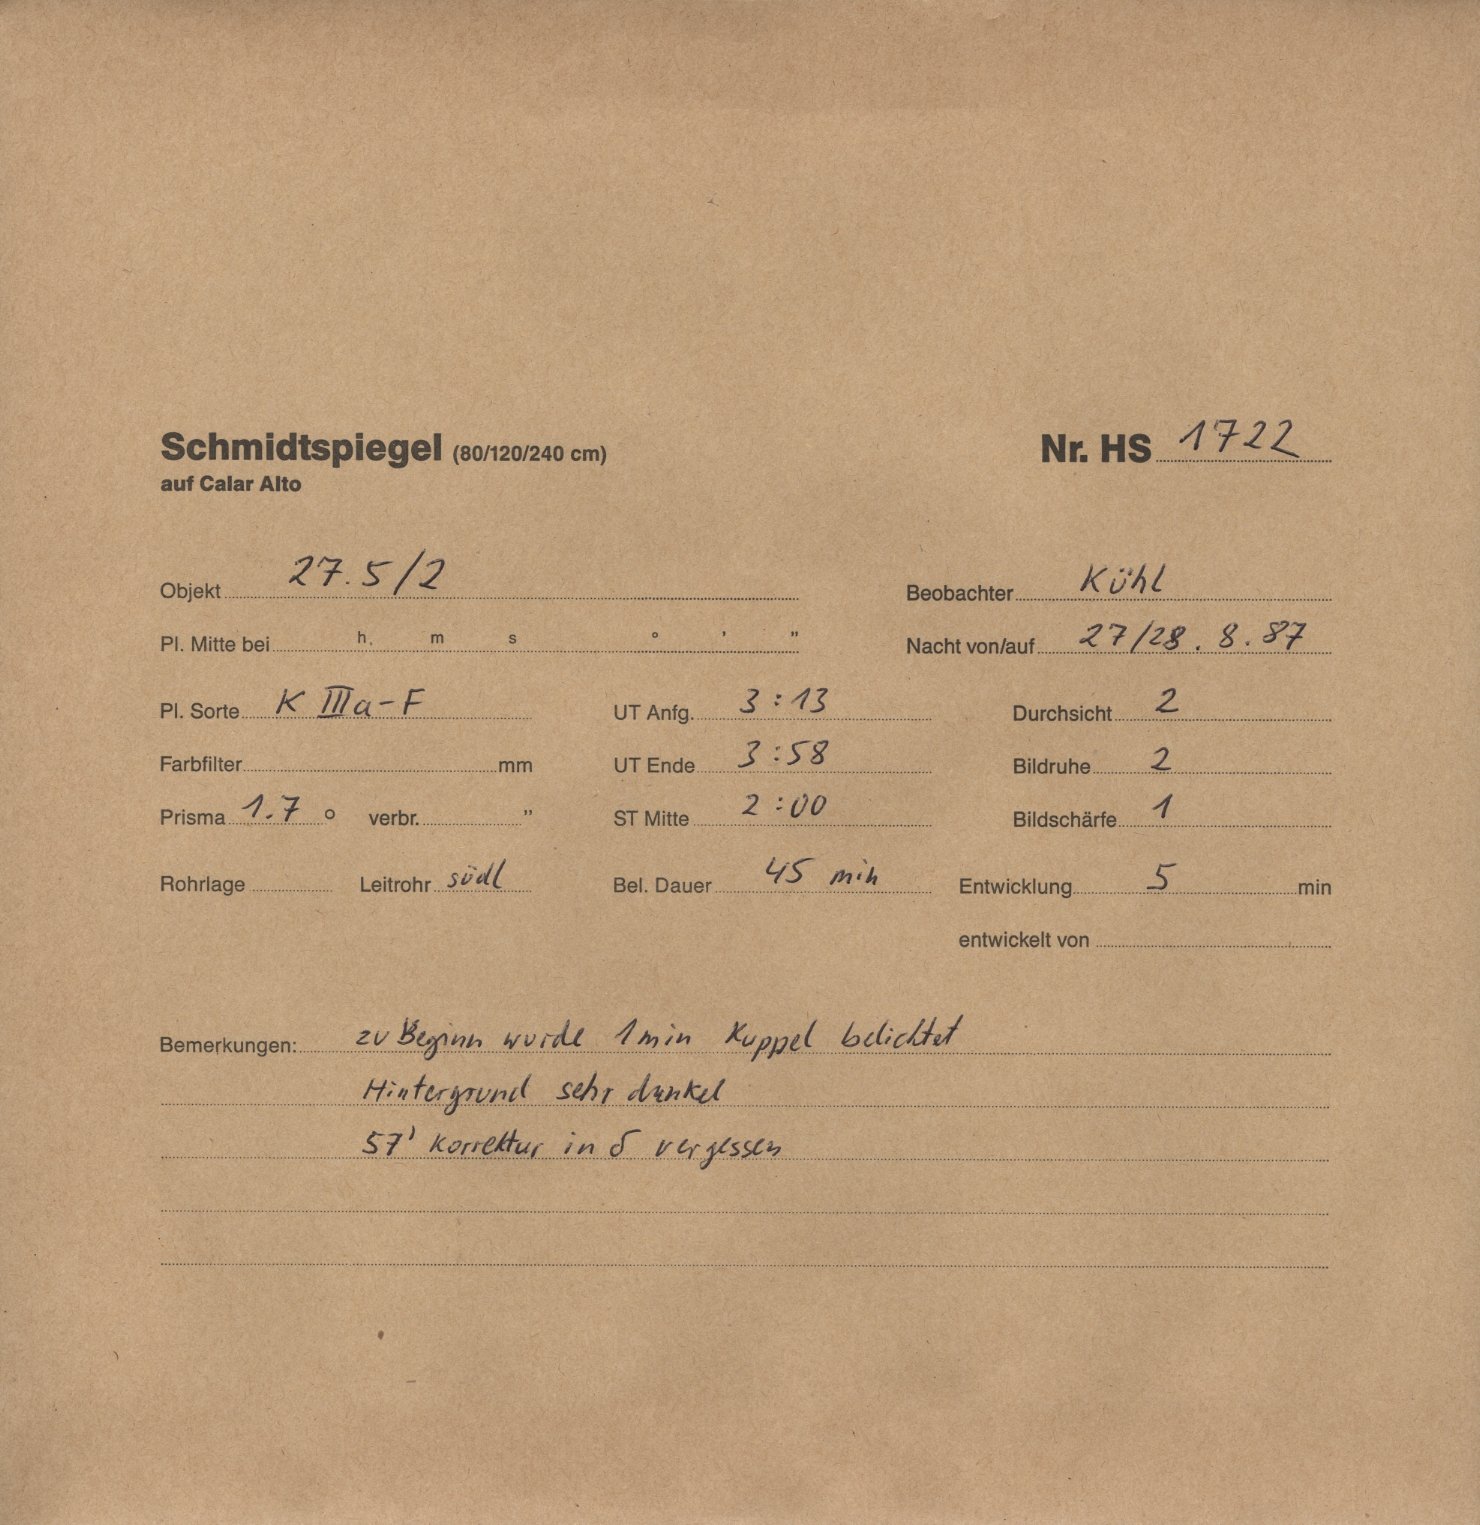 Schmidtspiegel (80/120/240 cm) Nr. HS 1722
auf Calar Alto
Objekt 27.5/2 Beobachter Kühl
Pl. Mitte bei h. m s ° ' " Nacht von/auf 27/28. 8. 87
Pl. Sorte K IIIa-F UT Anfg. 3:13 Durchsicht 2
Farbfilter mm UT Ende 3:58 Bildruhe 2
Prisma 1.7 ° verbr. " ST Mitte 2:00 Bildschärfe 1
Rohrlage Leitrohr südl Bel. Dauer 45 min Entwicklung 5 min
entwickelt von
Bemerkungen: zu Beginn wurde 1min Kuppel belichtet
Hintergrund sehr dunkel
57' Korrektur in δ vergessen